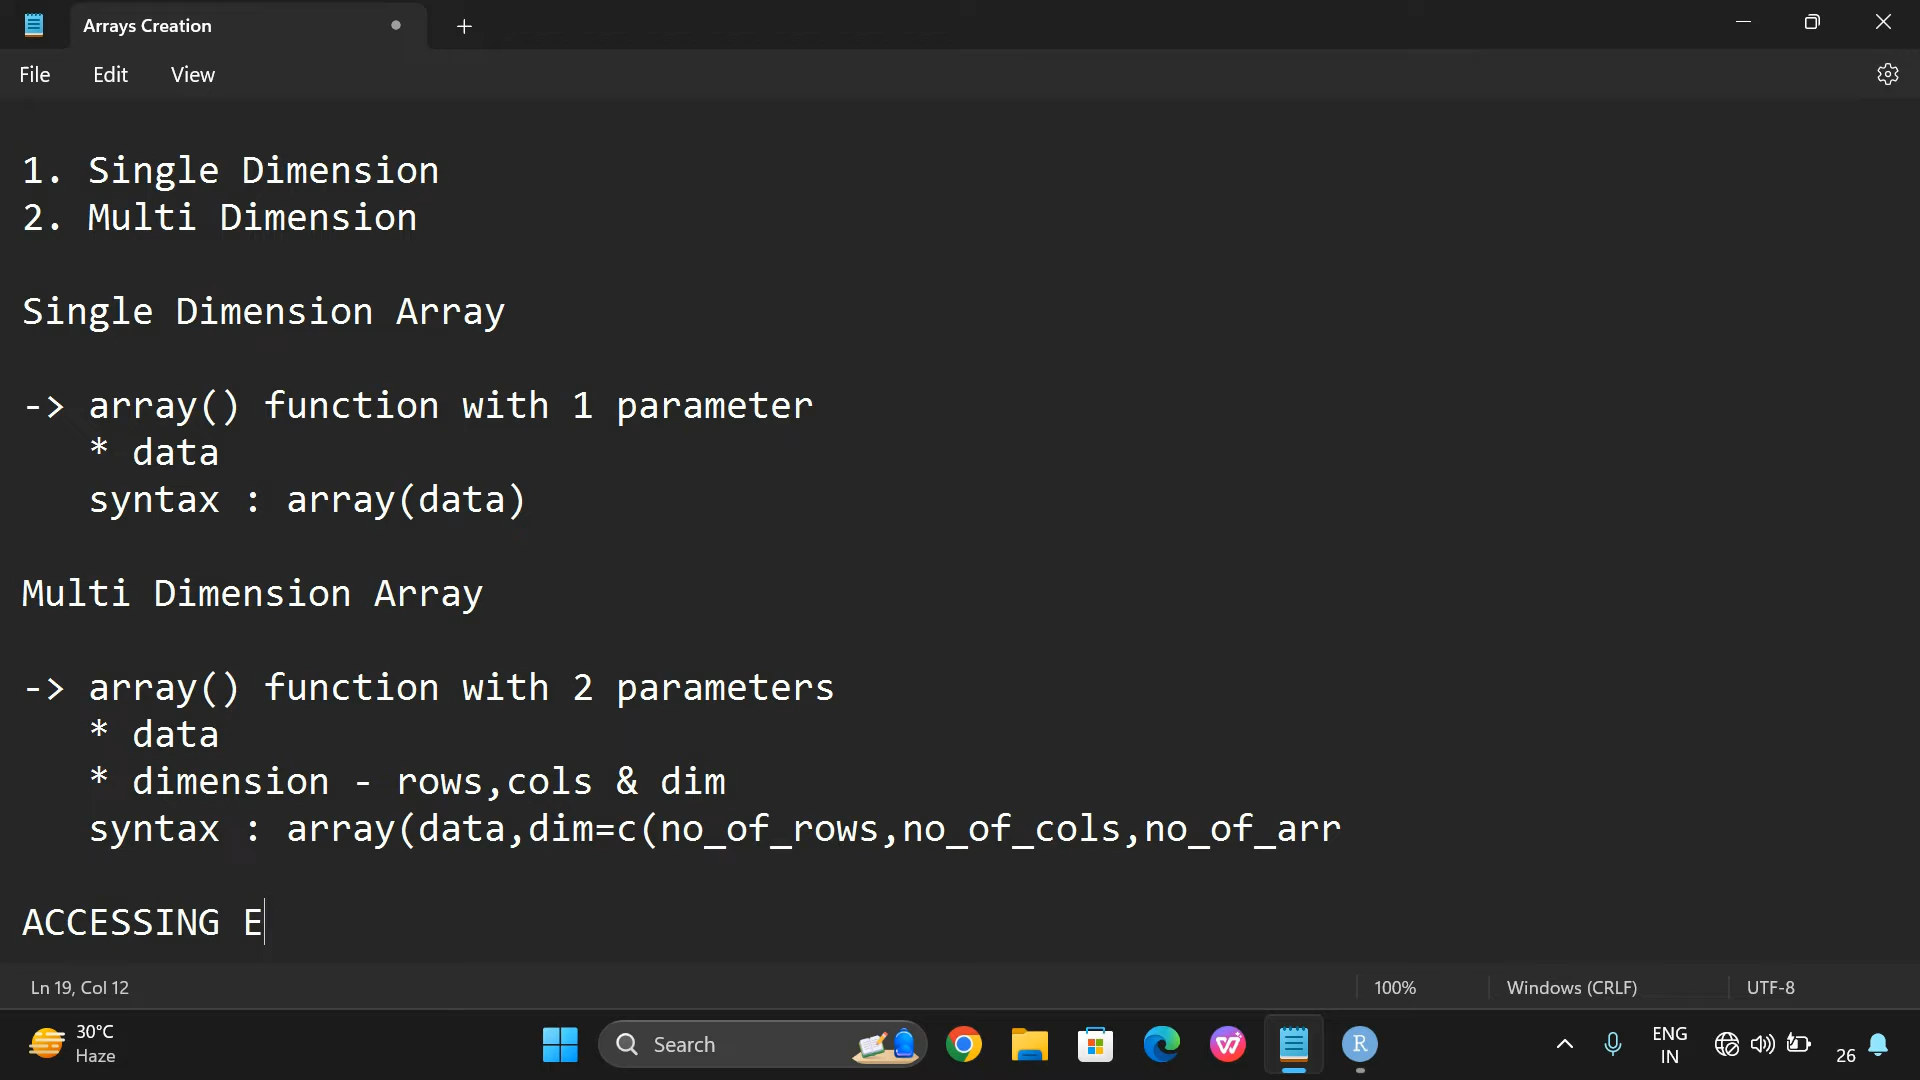 Arrays Creation
File Edit View
1. Single Dimension
2. Multi Dimension
Single Dimension Array
-> array() function with 1 parameter
* data
syntax : array(data)
Multi Dimension Array
-> array() function with 2 parameters
* data
* dimension - rows,cols & dim
syntax : array(data,dim=c(no_of_rows,no_of_cols,no_of_arr
ACCESSING E
Ln 19, Col 12 100% Windows (CRLF) UTF-8
30°C
Haze
Search
R
ENG
IN
26